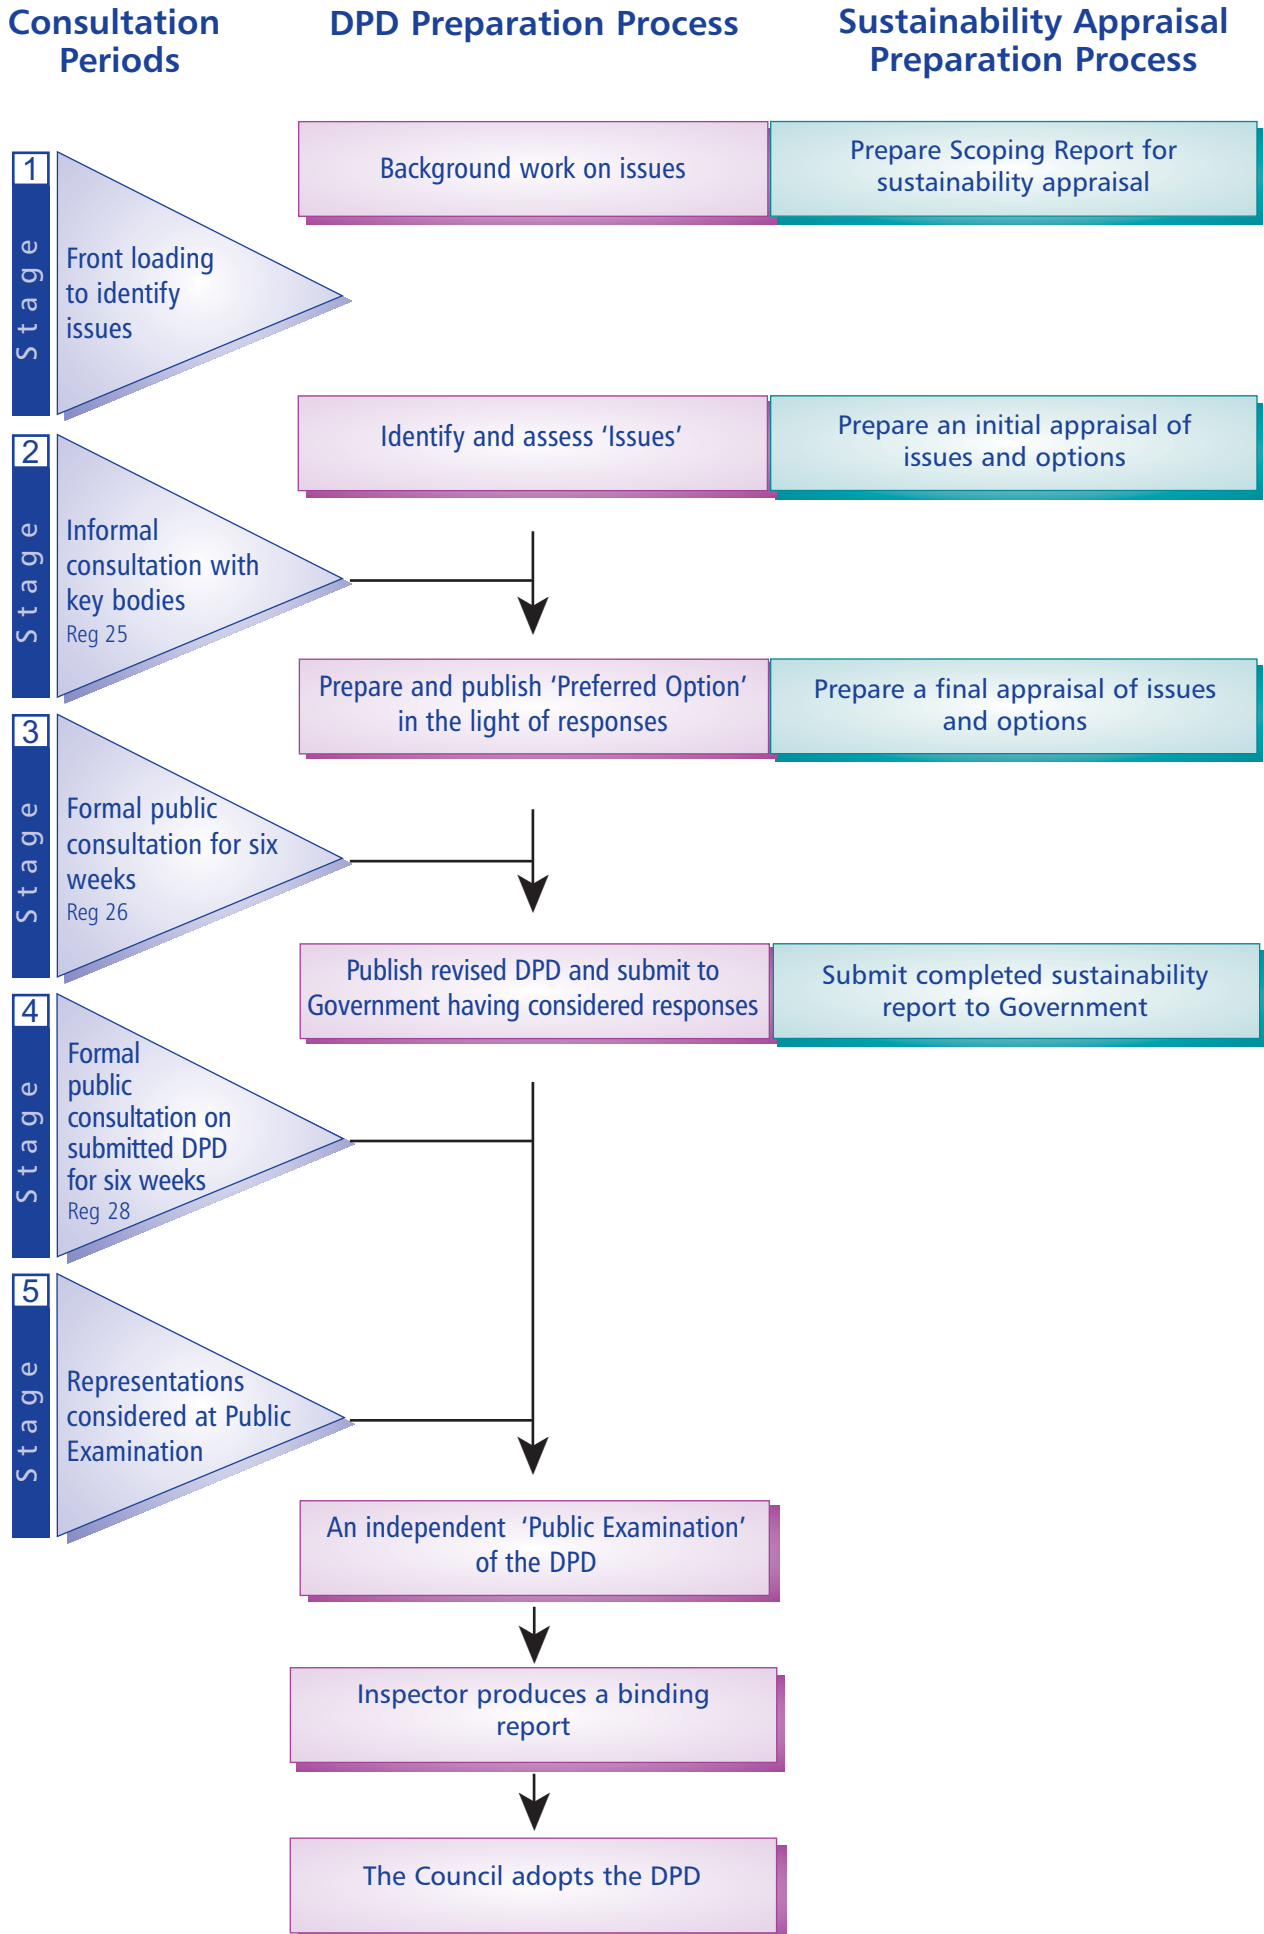 Consultation
Periods
DPD Preparation Process
Sustainability Appraisal
Preparation Process
1
Stage
Front loading
to identify
issues
Background work on issues
Prepare Scoping Report for
sustainability appraisal
Identify and assess ‘Issues’
Prepare an initial appraisal of
issues and options
2
Stage
Informal
consultation with
key bodies
Reg 25
Prepare and publish ‘Preferred Option’
in the light of responses
Prepare a final appraisal of issues
and options
3
Stage
Formal public
consultation for six
weeks
Reg 26
Publish revised DPD and submit to
Government having considered responses
Submit completed sustainability
report to Government
4
Stage
Formal
public
consultation on
submitted DPD
for six weeks
Reg 28
5
Stage
Representations
considered at Public
Examination
An independent ‘Public Examination’
of the DPD
Inspector produces a binding
report
The Council adopts the DPD